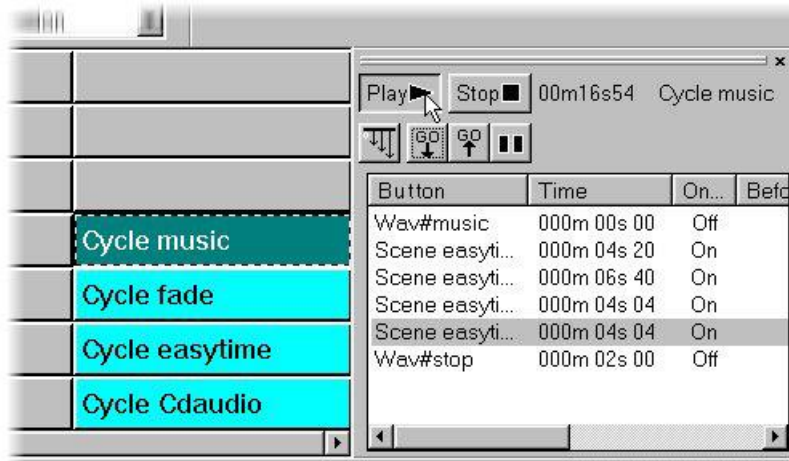 Play Stop 00m16s54 Cycle music
GO GO
Button Time On... Befo
Wav#music 000m 00s 00 Off
Scene easyti... 000m 04s 20 On
Scene easyti... 000m 06s 40 On
Scene easyti... 000m 04s 04 On
Scene easyti... 000m 04s 04 On
Wav#stop 000m 02s 00 Off
Cycle music
Cycle fade
Cycle easytime
Cycle Cdaudio